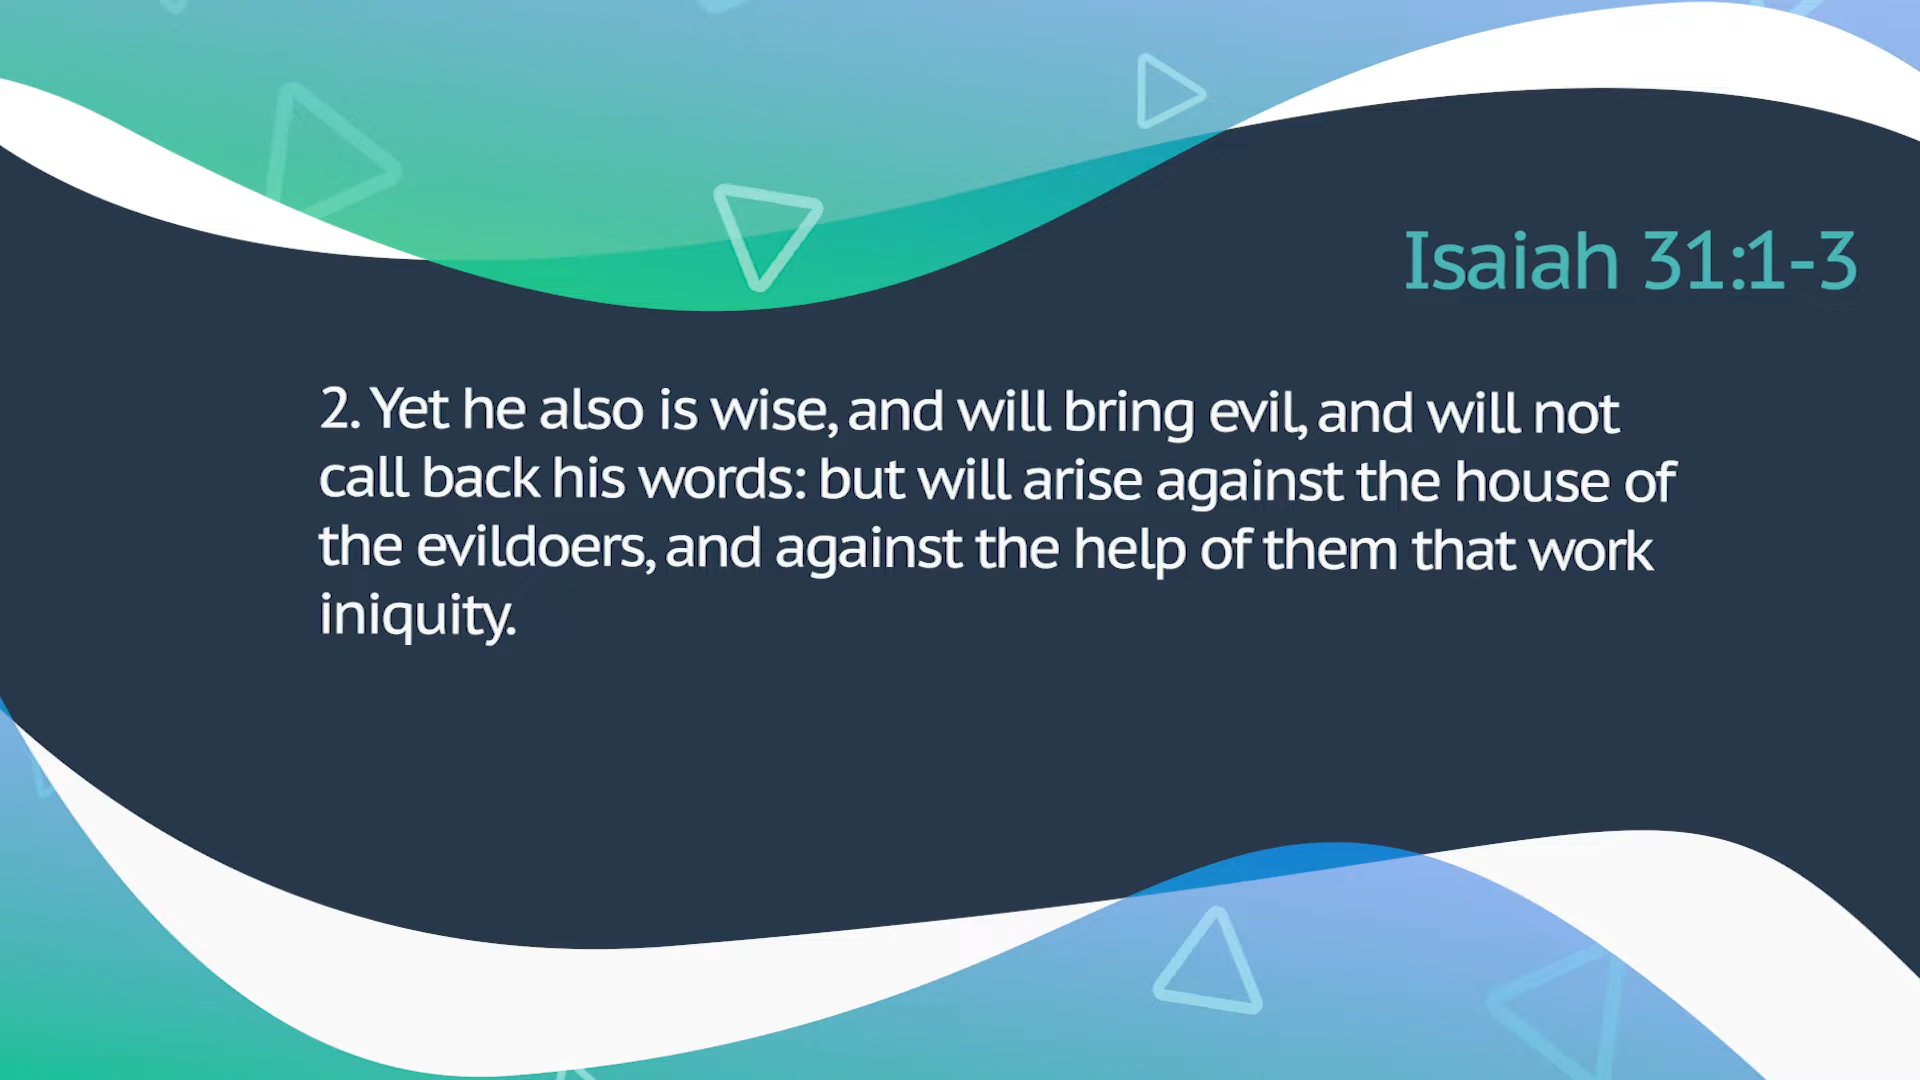 Isaiah 31:1-3
2. Yet he also is wise, and will bring evil, and will not
call back his words: but will arise against the house of
the evildoers, and against the help of them that work
iniquity.